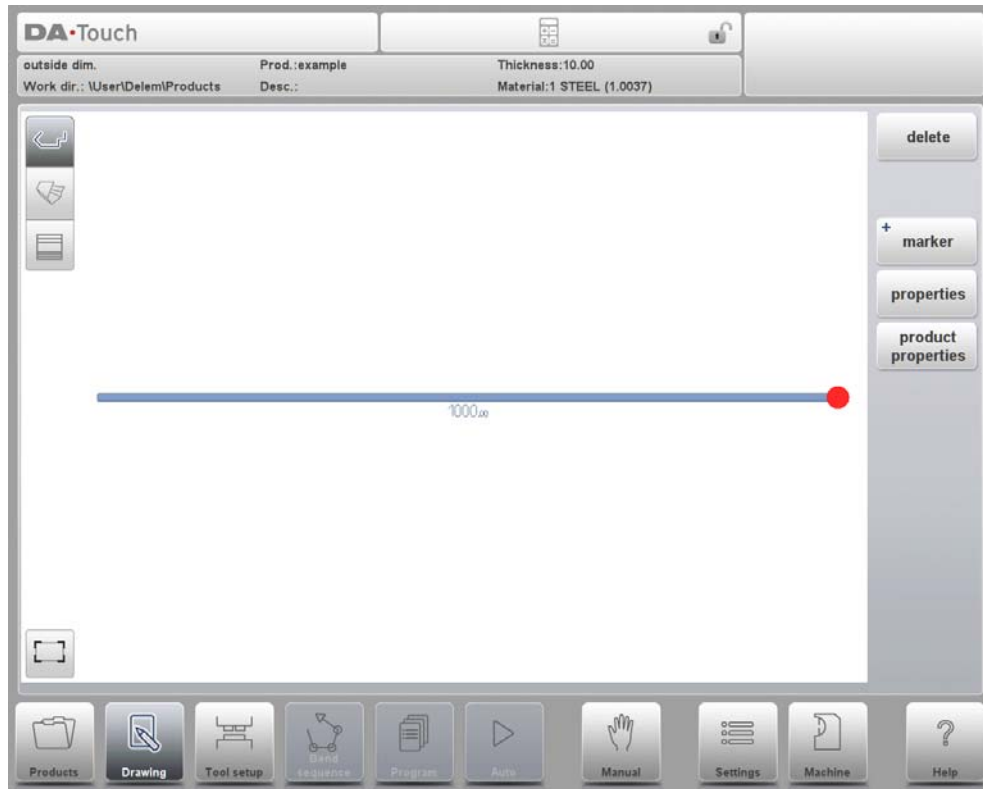 DA•Touch
outside dim.
Prod.:example
Thickness:10.00
Work dir.: \User\Delem\Products
Desc.:
Material:1 STEEL (1.0037)
delete
+
marker
properties
product
properties
1000.00
Products
Drawing
Tool setup
Bend
sequence
Program
Auto
Manual
Settings
Machine
Help